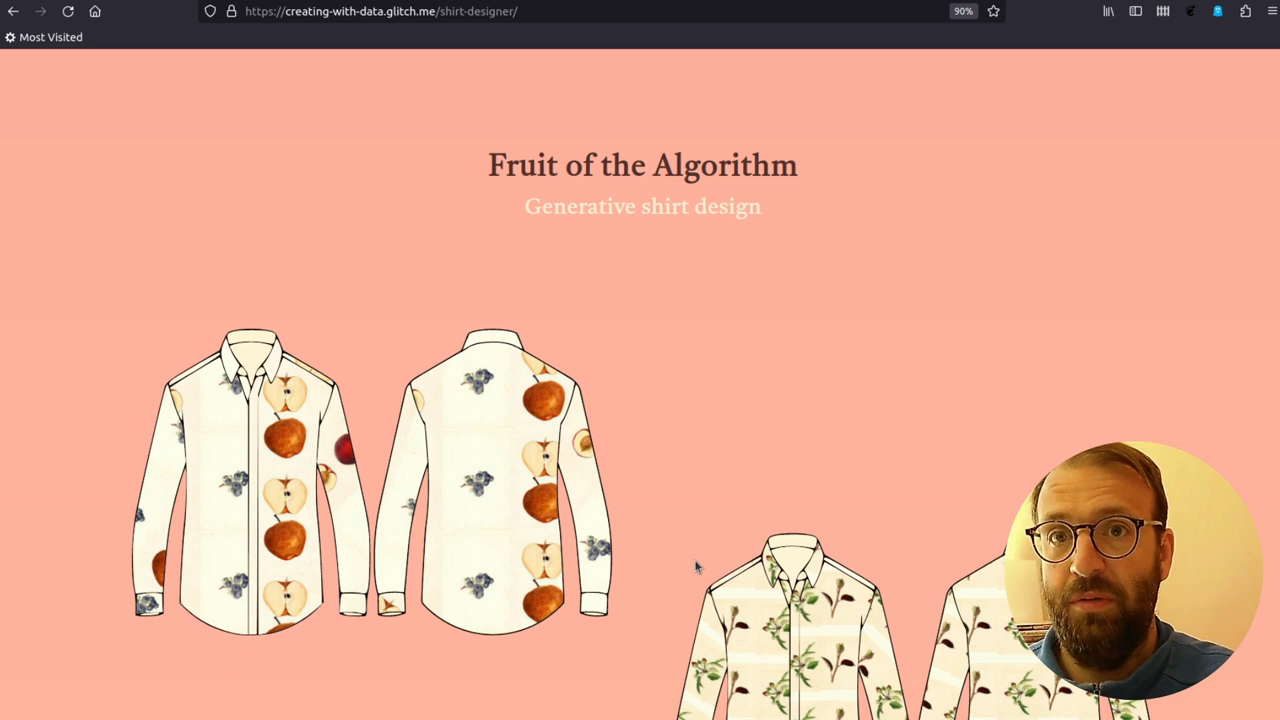 https://creating-with-data.glitch.me/shirt-designer/
90%
Most Visited
Fruit of the Algorithm
Generative shirt design